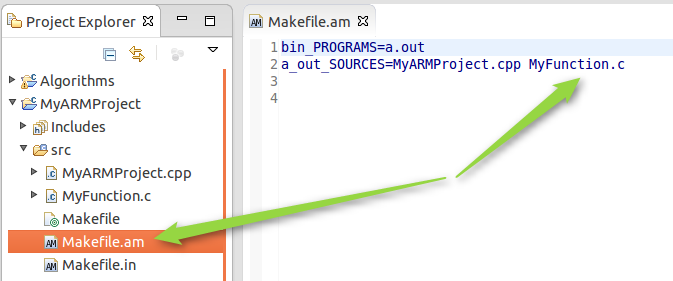 Project Explorer
Algorithms
MyARMProject
Includes
src
MyARMProject.cpp
MyFunction.c
Makefile
Makefile.am
Makefile.in
Makefile.am
1 bin_PROGRAMS=a.out
2 a_out_SOURCES=MyARMProject.cpp MyFunction.c
3
4